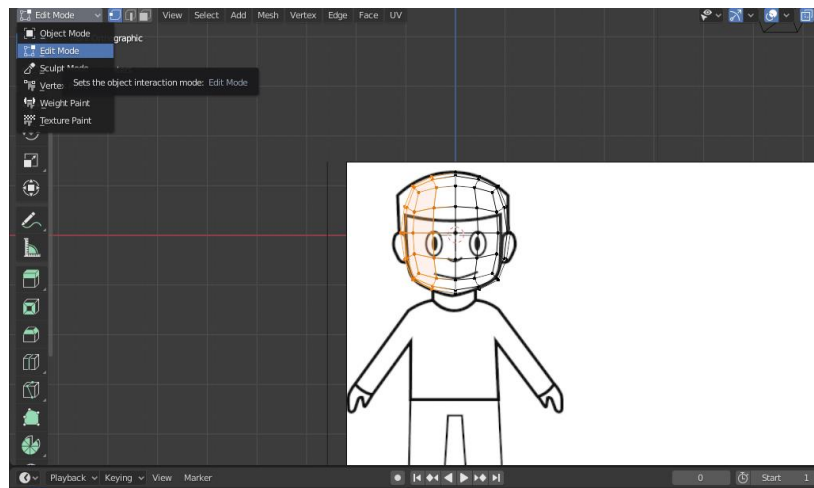 Edit Mode View Select Add Mesh Vertex Edge Face UV
Object Mode
graphic
Edit Mode
Sculpt Mode
Sets the object interaction mode: Edit Mode
Verte
Weight Paint
Texture Paint
Playback Keying View Marker 0 Start 1